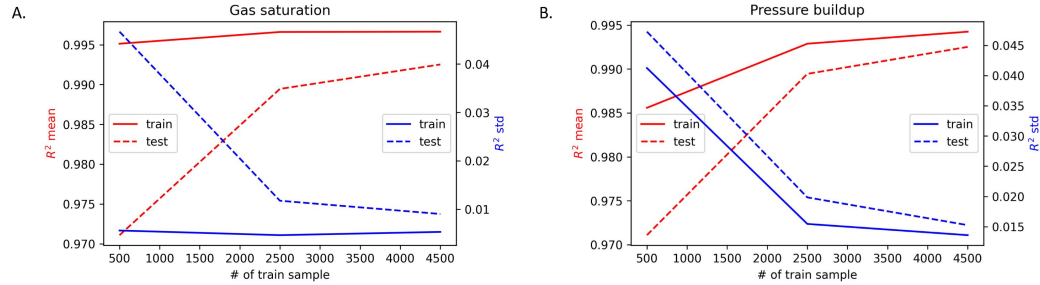 A.
Gas saturation
0.995
0.990
0.985
0.980
0.975
0.970
R² mean
train
test
train
test
0.04
0.03
0.02
0.01
R² std
500 1000 1500 2000 2500 3000 3500 4000 4500
# of train sample
B.
Pressure buildup
0.995
0.990
0.985
0.980
0.975
0.970
R² mean
train
test
train
test
0.045
0.040
0.035
0.030
0.025
0.020
0.015
R² std
500 1000 1500 2000 2500 3000 3500 4000 4500
# of train sample